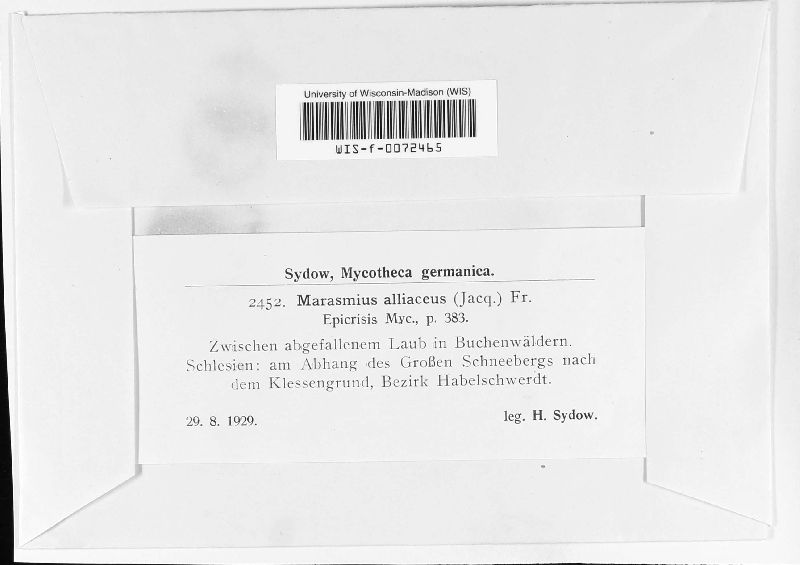 University of Wisconsin-Madison (WIS)
WIS-f-0072465
Sydow, Mycotheca germanica.
2452. Marasmius alliaceus (Jacq.) Fr.
Epicrisis Myc., p. 383.
Zwischen abgefallenem Laub in Buchenwäldern.
Schlesien: am Abhang des Großen Schneebergs nach
dem Klessengrund, Bezirk Habelschwerdt.
29. 8. 1929.
leg. H. Sydow.